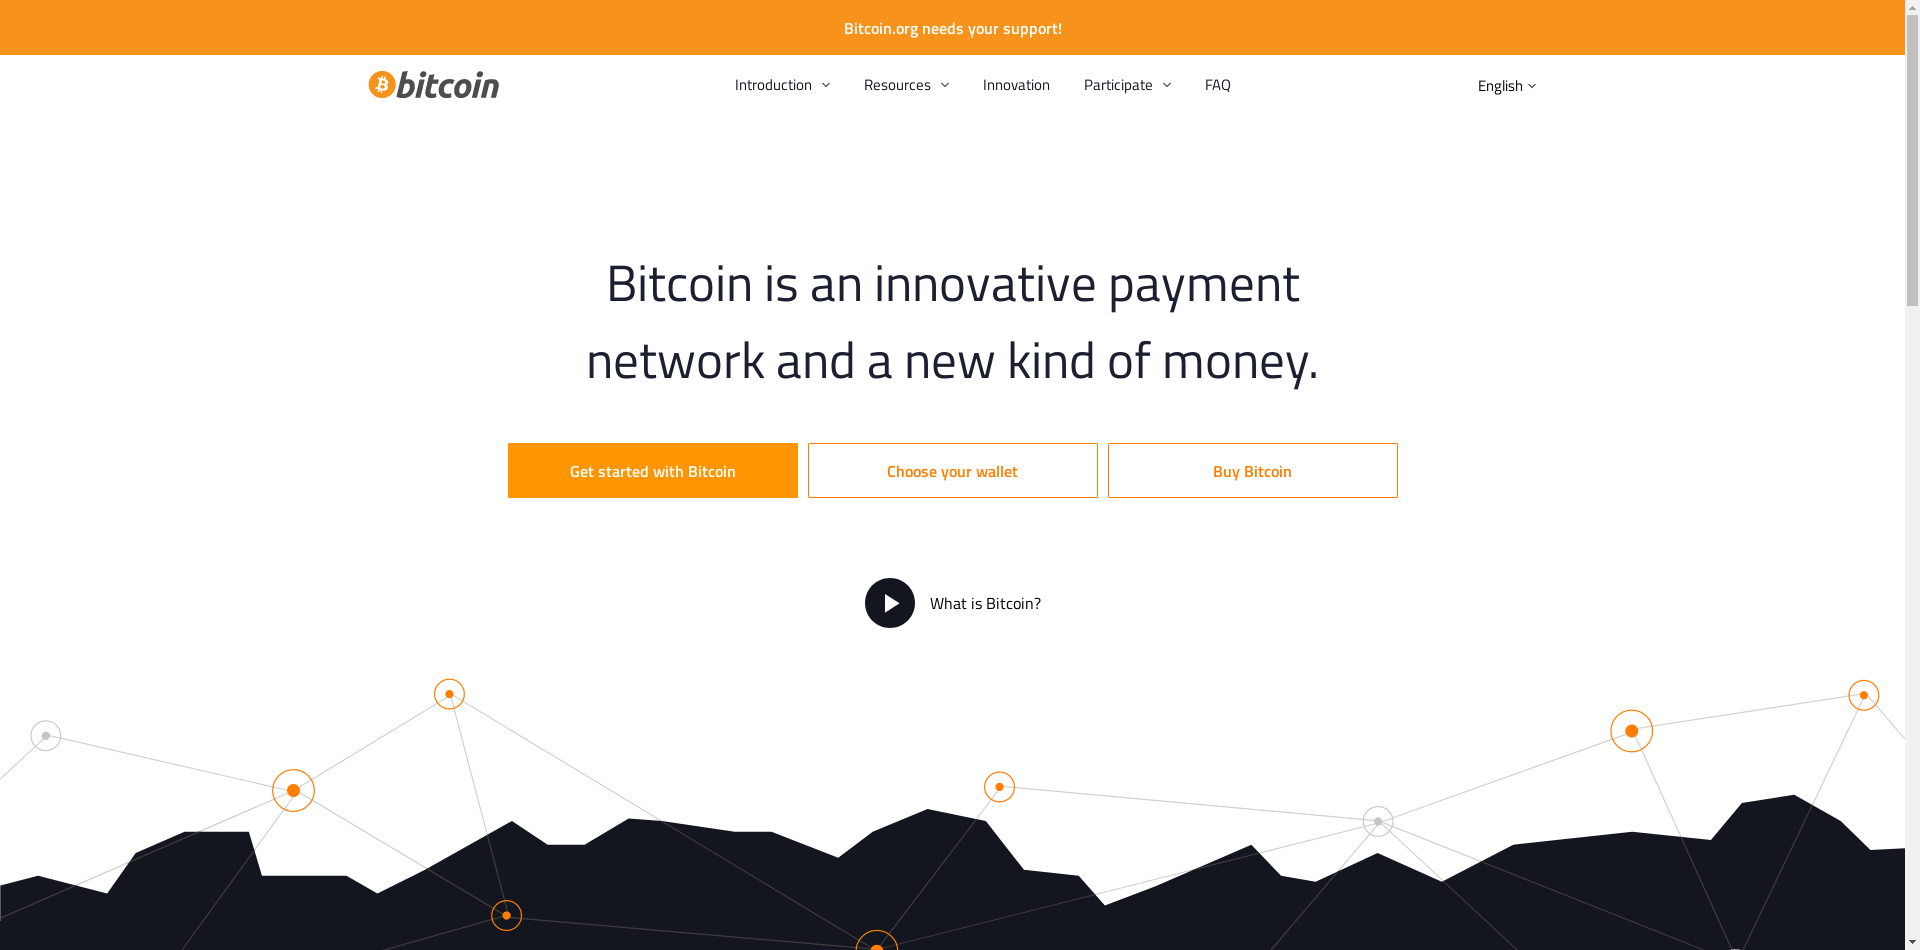 Bitcoin.org needs your support!
bitcoin
Introduction
Resources
Innovation
Participate
FAQ
English
Bitcoin is an innovative payment
network and a new kind of money.
Get started with Bitcoin
Choose your wallet
Buy Bitcoin
What is Bitcoin?